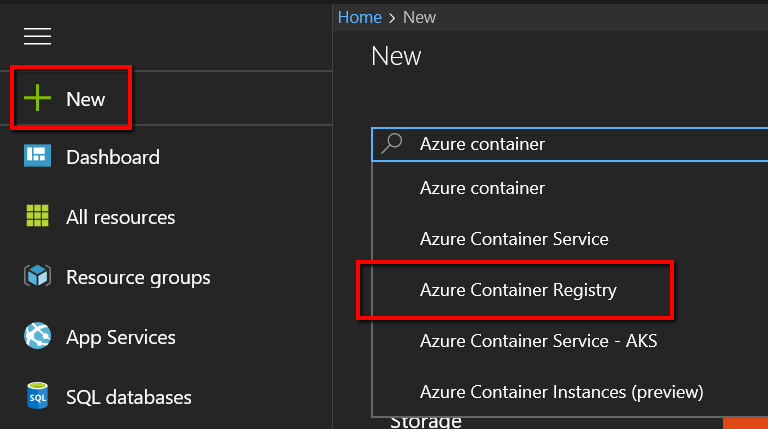 Home > New
New
New
Dashboard
All resources
Resource groups
App Services
SQL
SQL databases
Azure container
Azure container
Azure Container Service
Azure Container Registry
Azure Container Service - AKS
Azure Container Instances (preview)
Storage